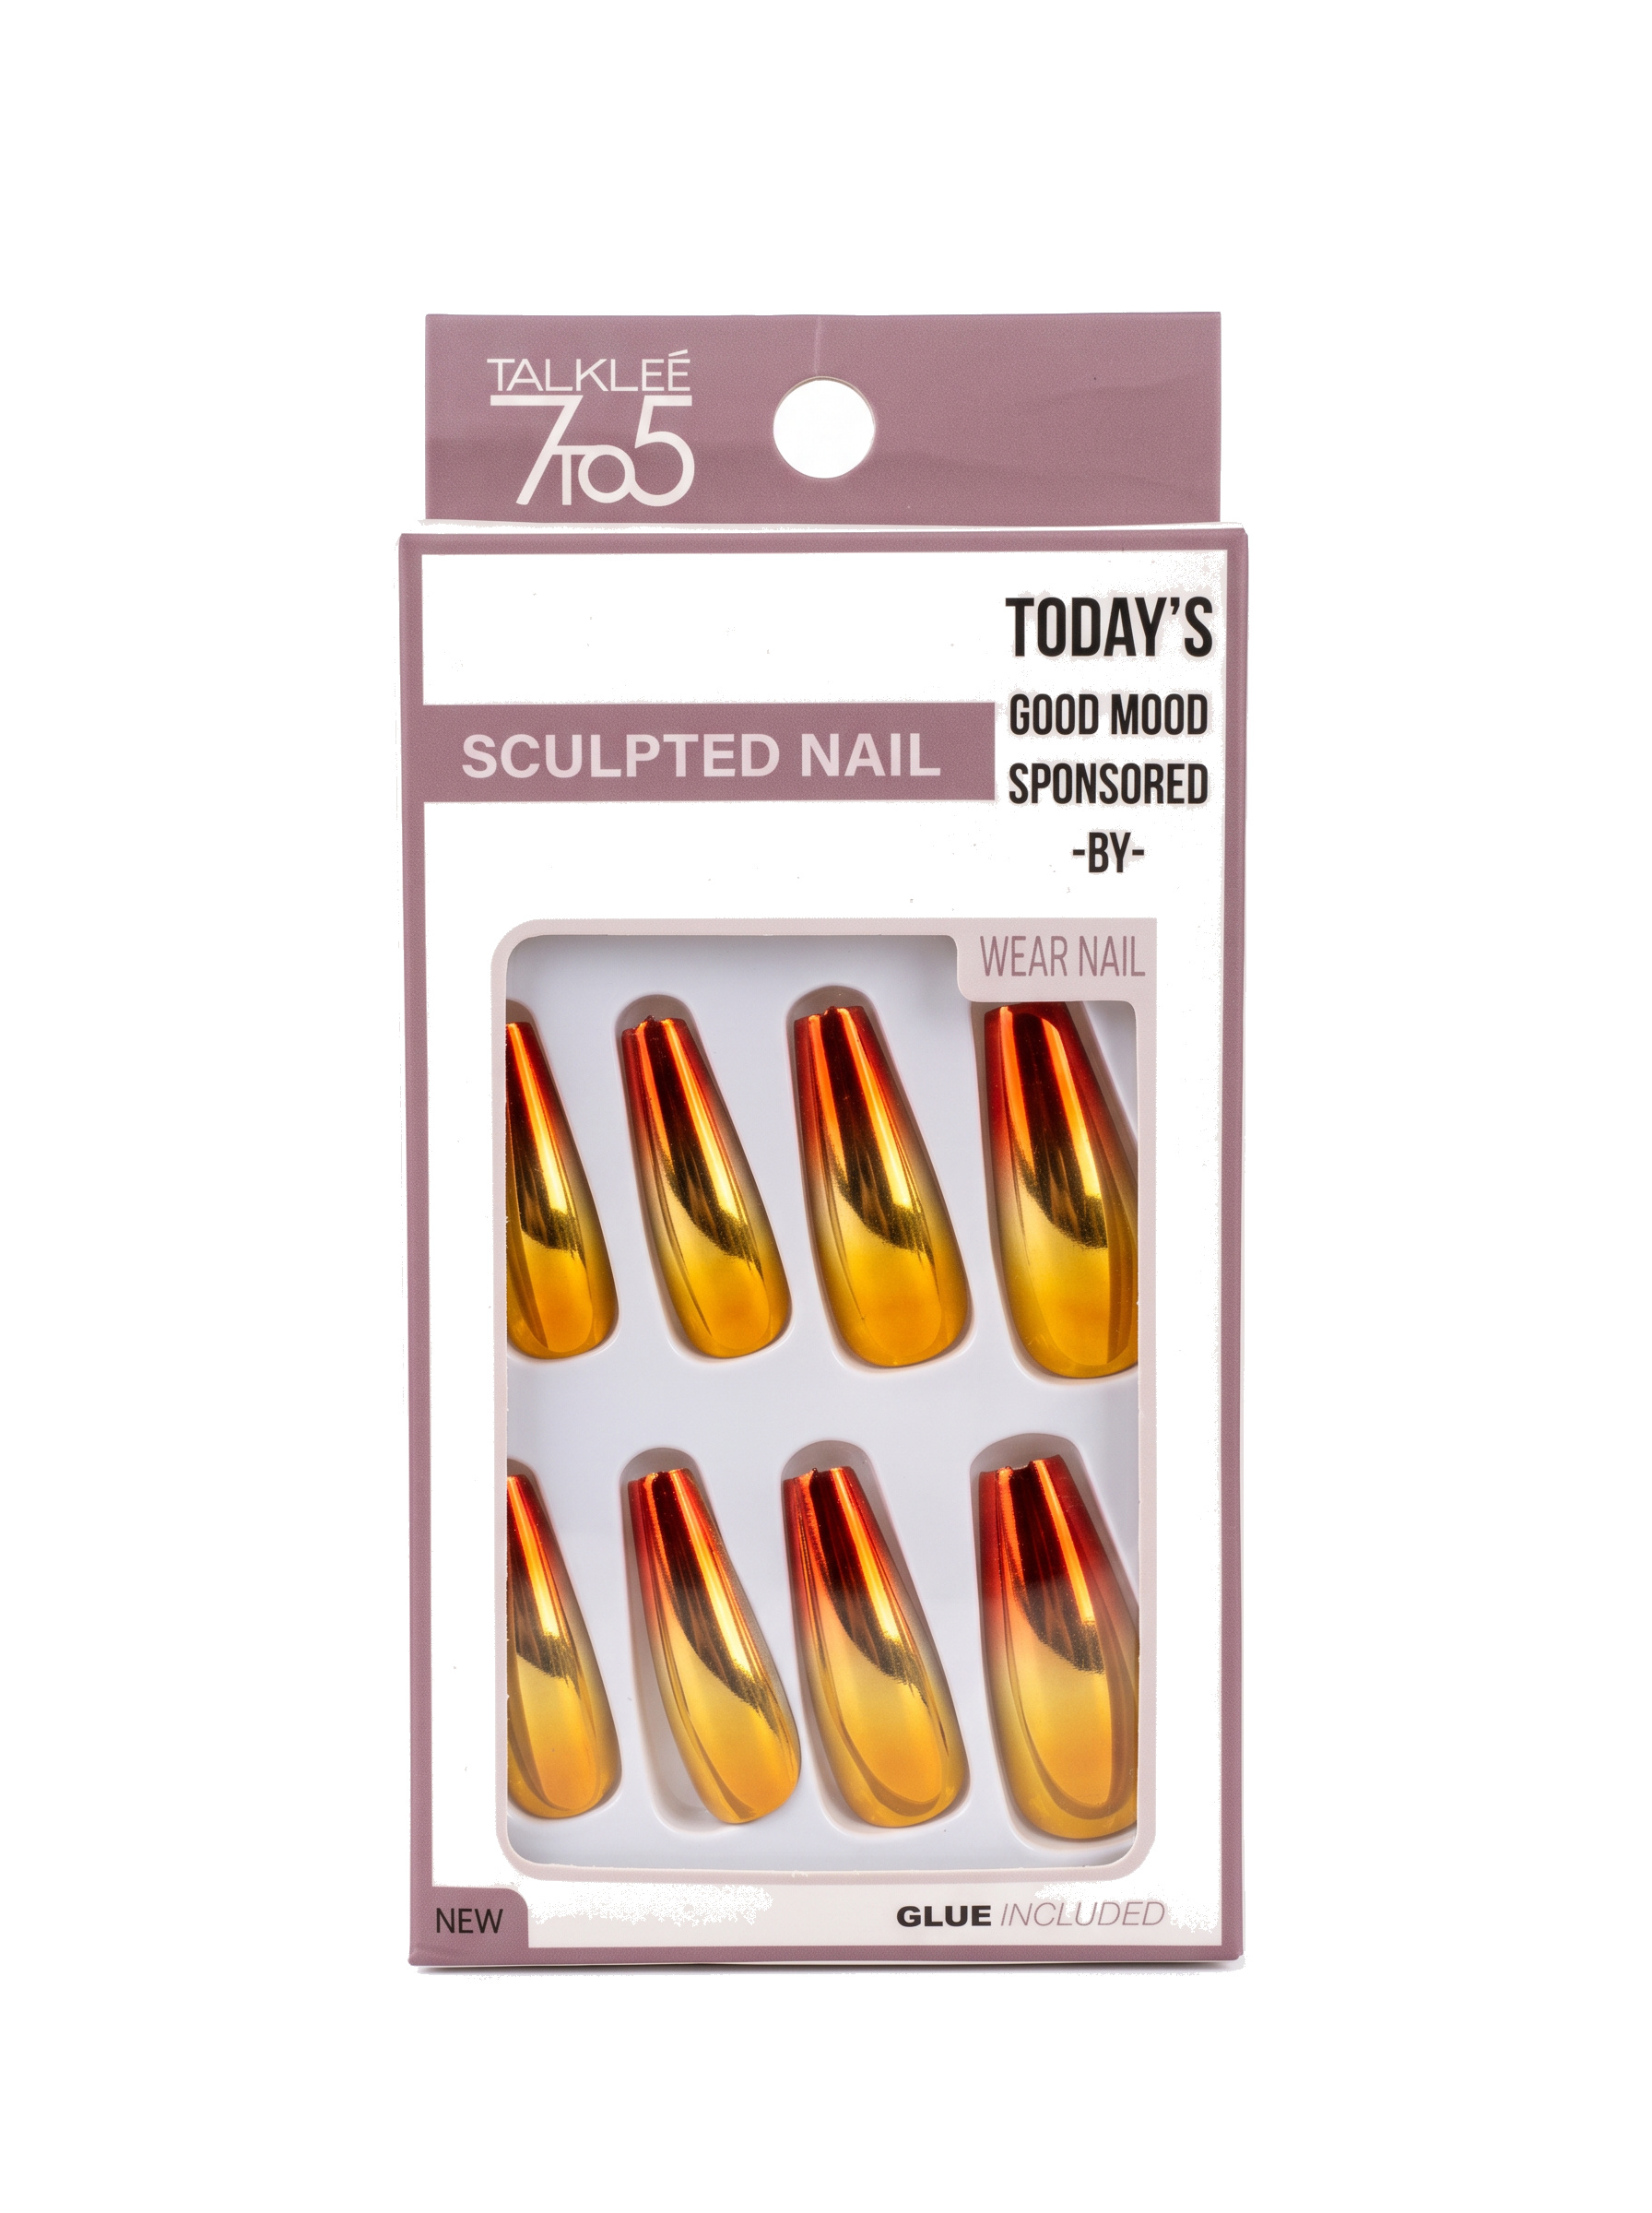 TALKLEÉ
7TO5
TODAY'S
GOOD MOOD
SPONSORED
-BY-
SCULPTED NAIL
WEAR NAIL
NEW
GLUE INCLUDED